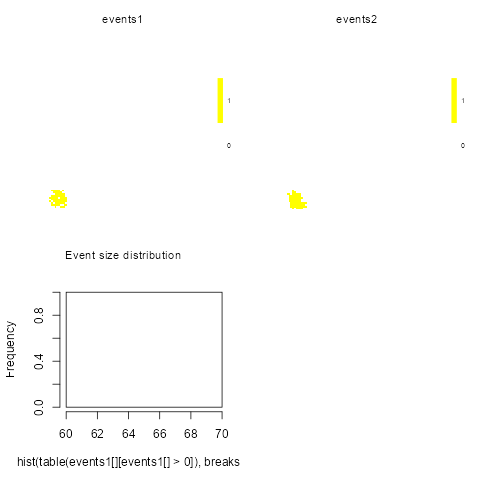 events1
events2
1
0
1
0
Event size distribution
Frequency
0.8
0.4
0.0
60 62 64 66 68 70
hist(table(events1[][events1[] > 0]), breaks